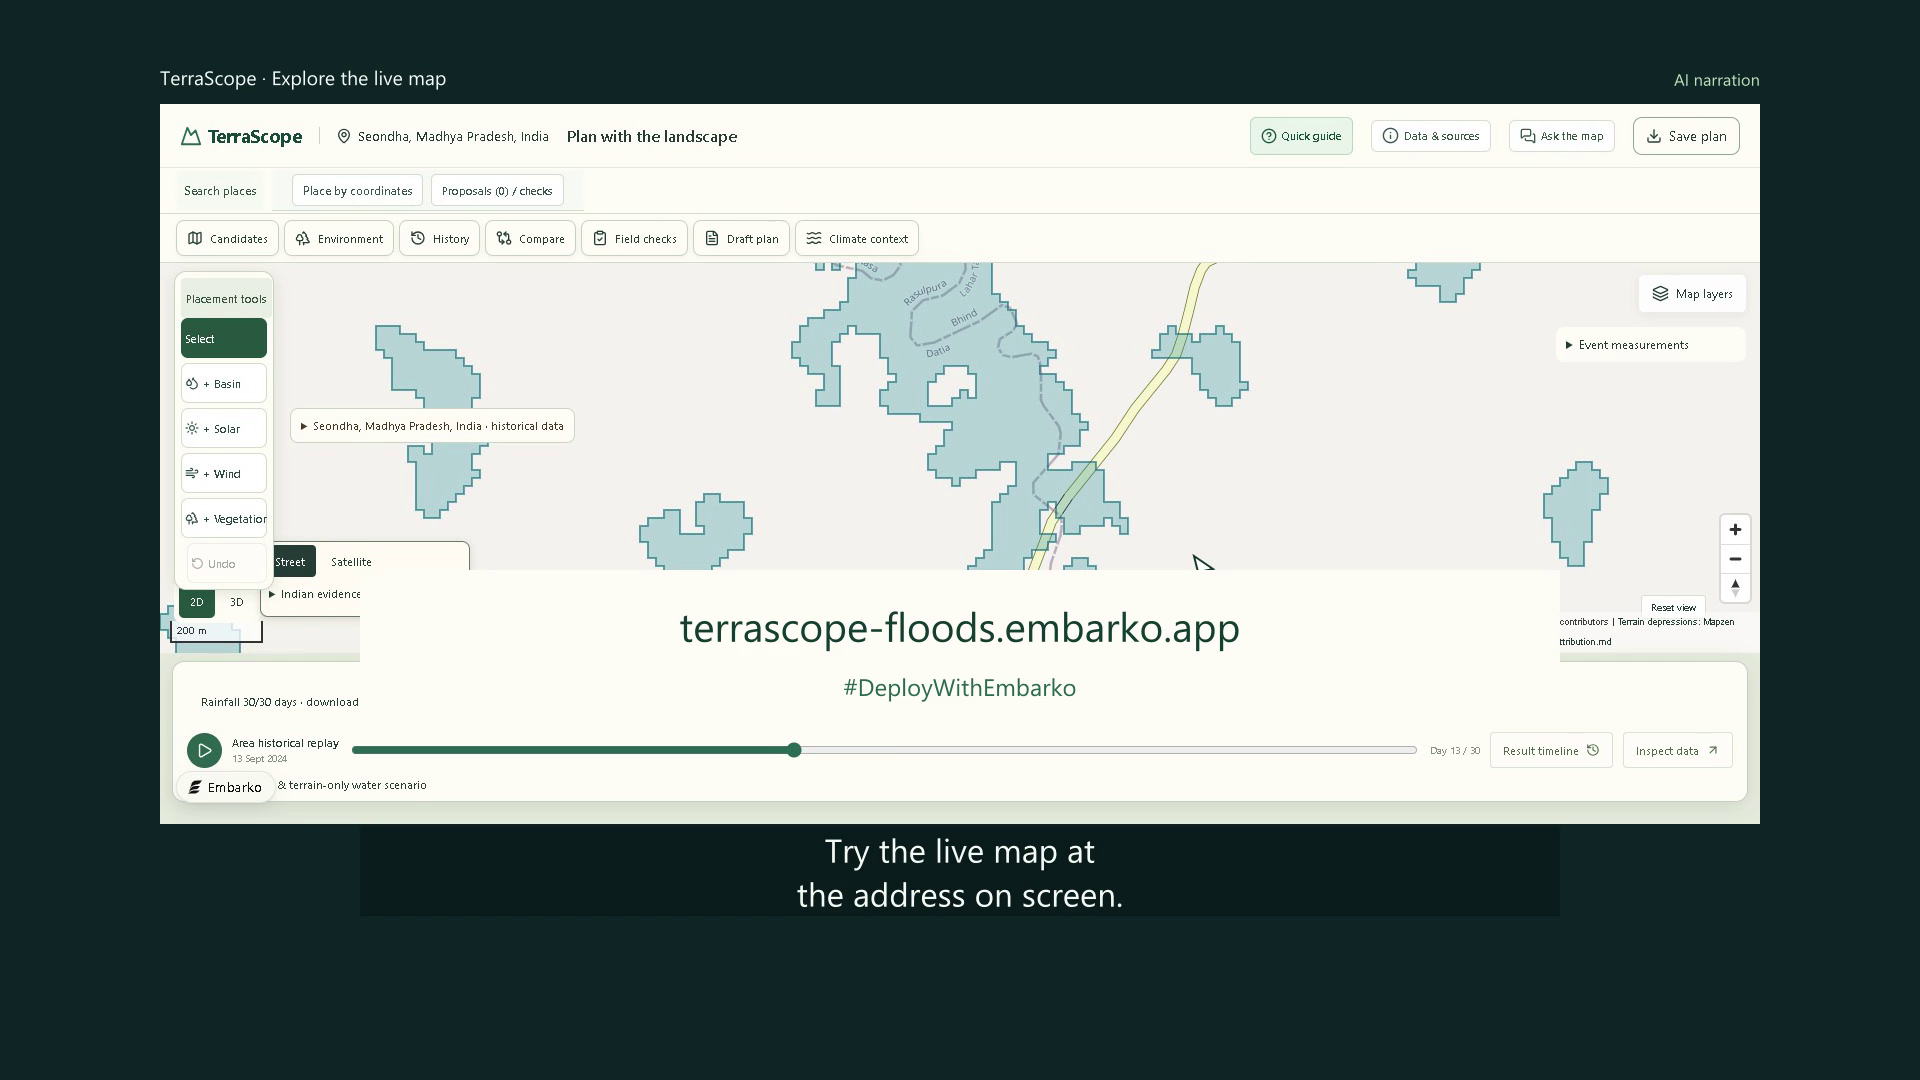 TerraScope · Explore the live map
AI narration
TerraScope
Seondha, Madhya Pradesh, India
Plan with the landscape
Quick guide
Data & sources
Ask the map
Save plan
Search places
Place by coordinates
Proposals (0) / checks
Candidates
Environment
History
Compare
Field checks
Draft plan
Climate context
Placement tools
Select
+ Basin
+ Solar
+ Wind
+ Vegetation
Undo
Rasulpura
Bhind
Datia
Lahar
Map layers
Event measurements
Seondha, Madhya Pradesh, India · historical data
Street
Satellite
Indian evidence
2D
3D
200 m
Reset view
contributors | Terrain depressions: Mapzen
ttribution.md
terrascope-floods.embarko.app
#DeployWithEmbarko
Rainfall 30/30 days · download
Area historical replay
13 Sept 2024
Day 13 / 30
Result timeline
Inspect data
Embarko
& terrain-only water scenario
Try the live map at
the address on screen.